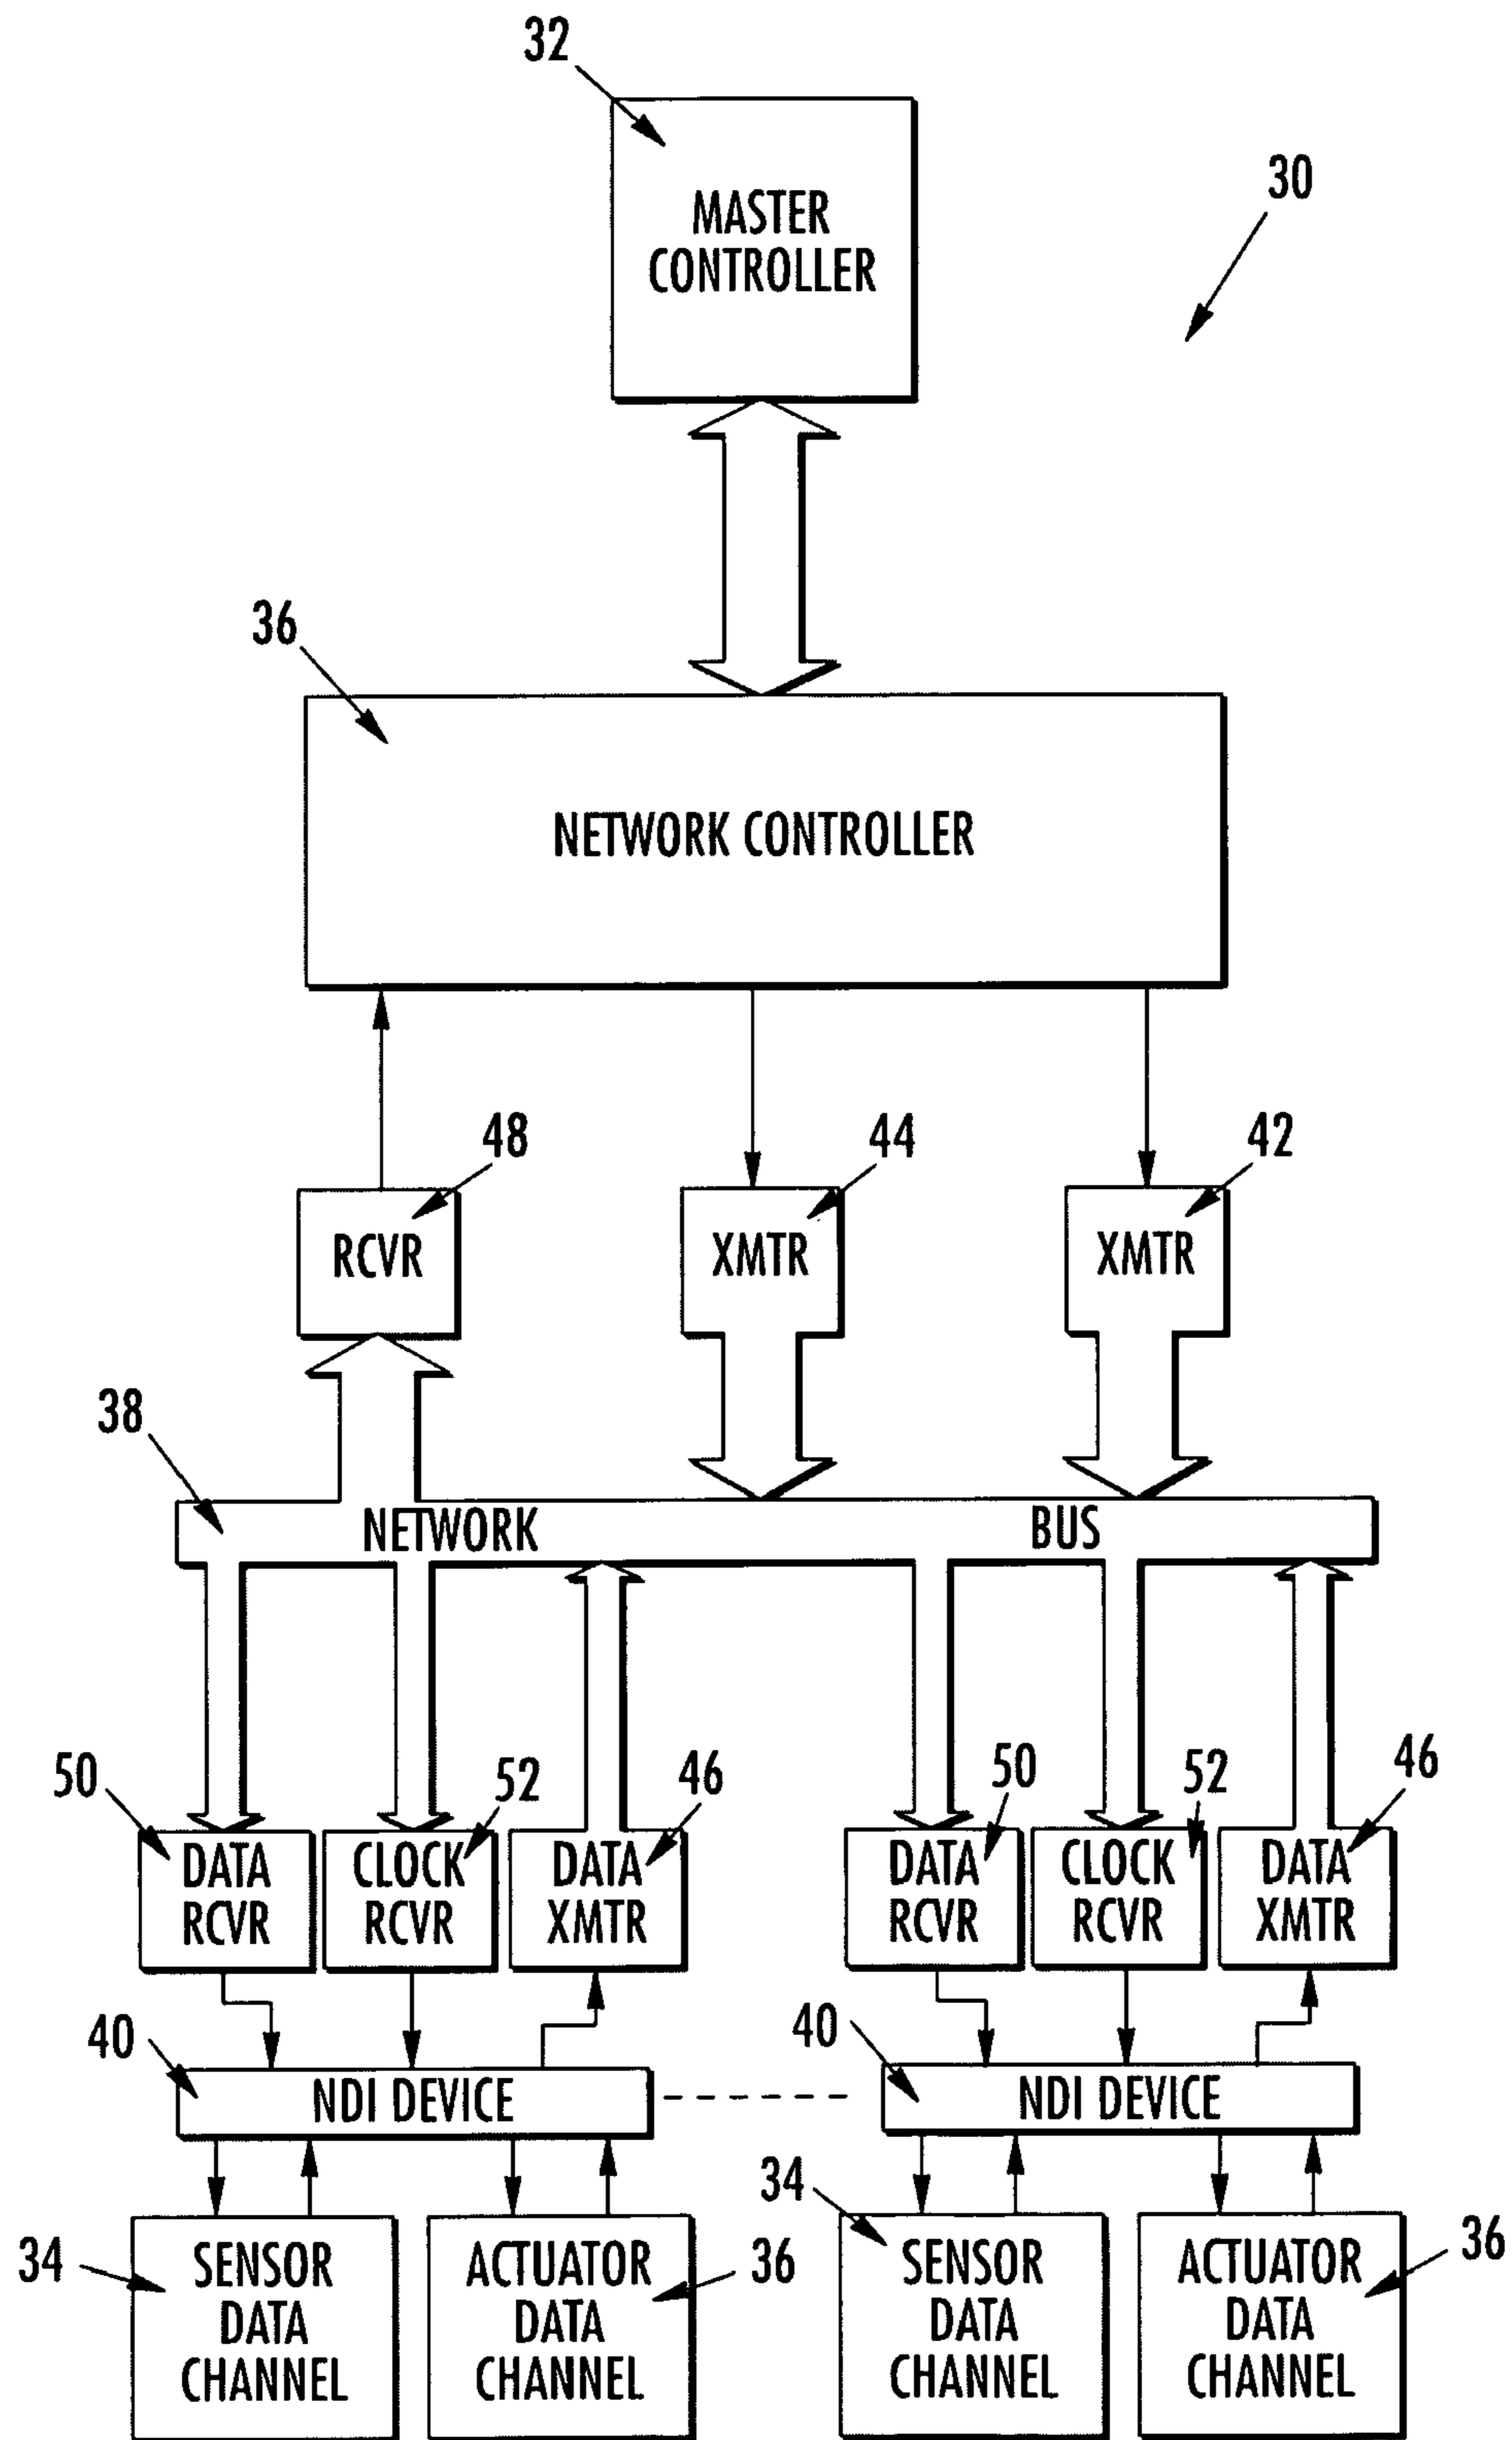 32
30
MASTER
CONTROLLER
36
NETWORK CONTROLLER
48
44
42
RCVR
XMTR
XMTR
38
NETWORK BUS
50
52
46
50
52
46
DATA
RCVR
CLOCK
RCVR
DATA
XMTR
DATA
RCVR
CLOCK
RCVR
DATA
XMTR
40
40
NDI DEVICE
NDI DEVICE
34
SENSOR
DATA
CHANNEL
ACTUATOR
DATA
CHANNEL
36
34
SENSOR
DATA
CHANNEL
ACTUATOR
DATA
CHANNEL
36